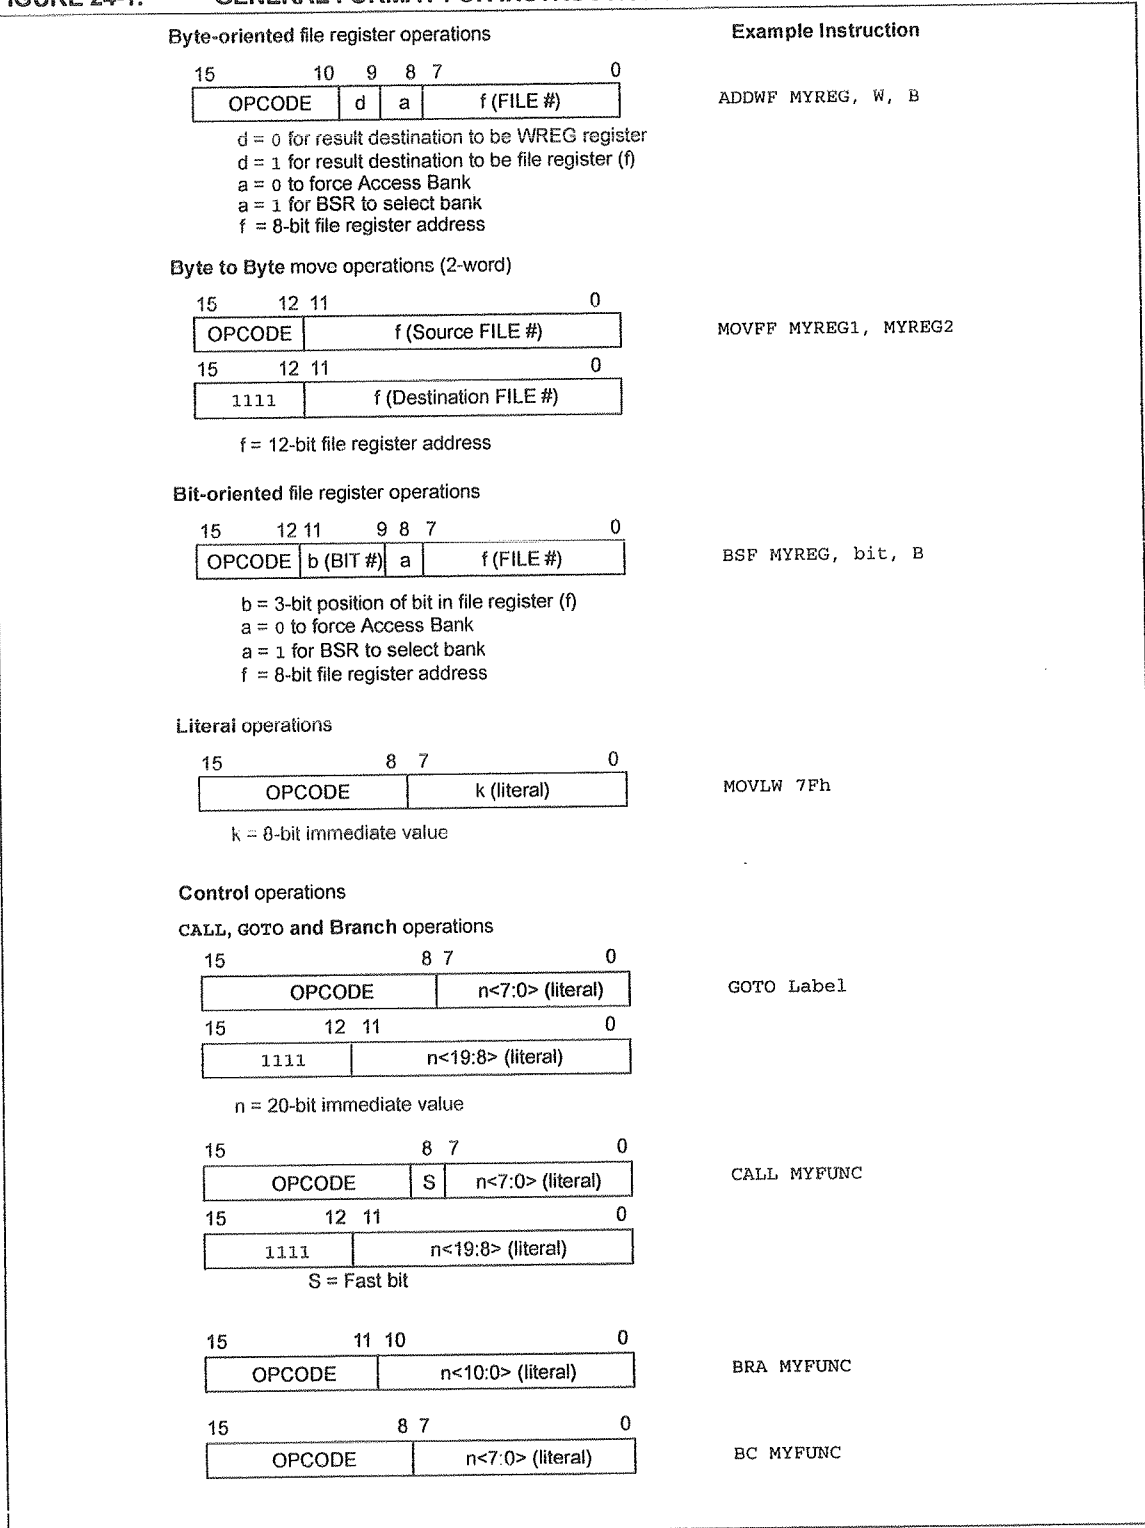 Byte-oriented file register operations
Example Instruction
15 10 9 8 7 0
OPCODE d a f (FILE #)
ADDWF MYREG, W, B
d = 0 for result destination to be WREG register
d = 1 for result destination to be file register (f)
a = 0 to force Access Bank
a = 1 for BSR to select bank
f = 8-bit file register address
Byte to Byte move operations (2-word)
15 12 11 0
OPCODE f (Source FILE #)
MOVFF MYREG1, MYREG2
15 12 11 0
1111 f (Destination FILE #)
f = 12-bit file register address
Bit-oriented file register operations
15 12 11 9 8 7 0
OPCODE b (BIT #) a f (FILE #)
BSF MYREG, bit, B
b = 3-bit position of bit in file register (f)
a = 0 to force Access Bank
a = 1 for BSR to select bank
f = 8-bit file register address
Literal operations
15 8 7 0
OPCODE k (literal)
MOVLW 7Fh
k = 8-bit immediate value
Control operations
CALL, GOTO and Branch operations
15 8 7 0
OPCODE n<7:0> (literal)
GOTO Label
15 12 11 0
1111 n<19:8> (literal)
n = 20-bit immediate value
15 8 7 0
OPCODE S n<7:0> (literal)
CALL MYFUNC
15 12 11 0
1111 n<19:8> (literal)
S = Fast bit
15 11 10 0
OPCODE n<10:0> (literal)
BRA MYFUNC
15 8 7 0
OPCODE n<7:0> (literal)
BC MYFUNC